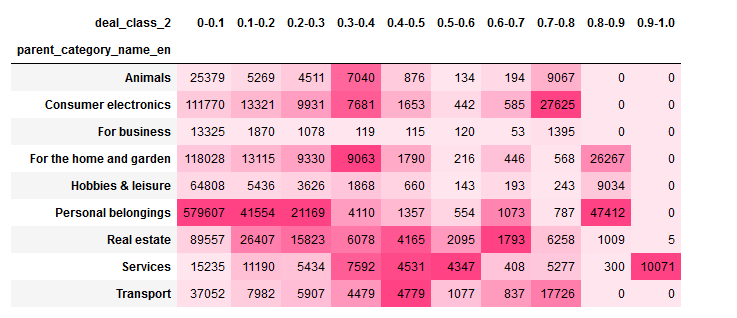 deal_class_2 0-0.1 0.1-0.2 0.2-0.3 0.3-0.4 0.4-0.5 0.5-0.6 0.6-0.7 0.7-0.8 0.8-0.9 0.9-1.0
parent_category_name_en
Animals 25379 5269 4511 7040 876 134 194 9067 0 0
Consumer electronics 111770 13321 9931 7681 1653 442 585 27625 0 0
For business 13325 1870 1078 119 115 120 53 1395 0 0
For the home and garden 118028 13115 9330 9063 1790 216 446 568 26267 0
Hobbies & leisure 64808 5436 3626 1868 660 143 193 243 9034 0
Personal belongings 579607 41554 21169 4110 1357 554 1073 787 47412 0
Real estate 89557 26407 15823 6078 4165 2095 1793 6258 1009 5
Services 15235 11190 5434 7592 4531 4347 408 5277 300 10071
Transport 37052 7982 5907 4479 4779 1077 837 17726 0 0